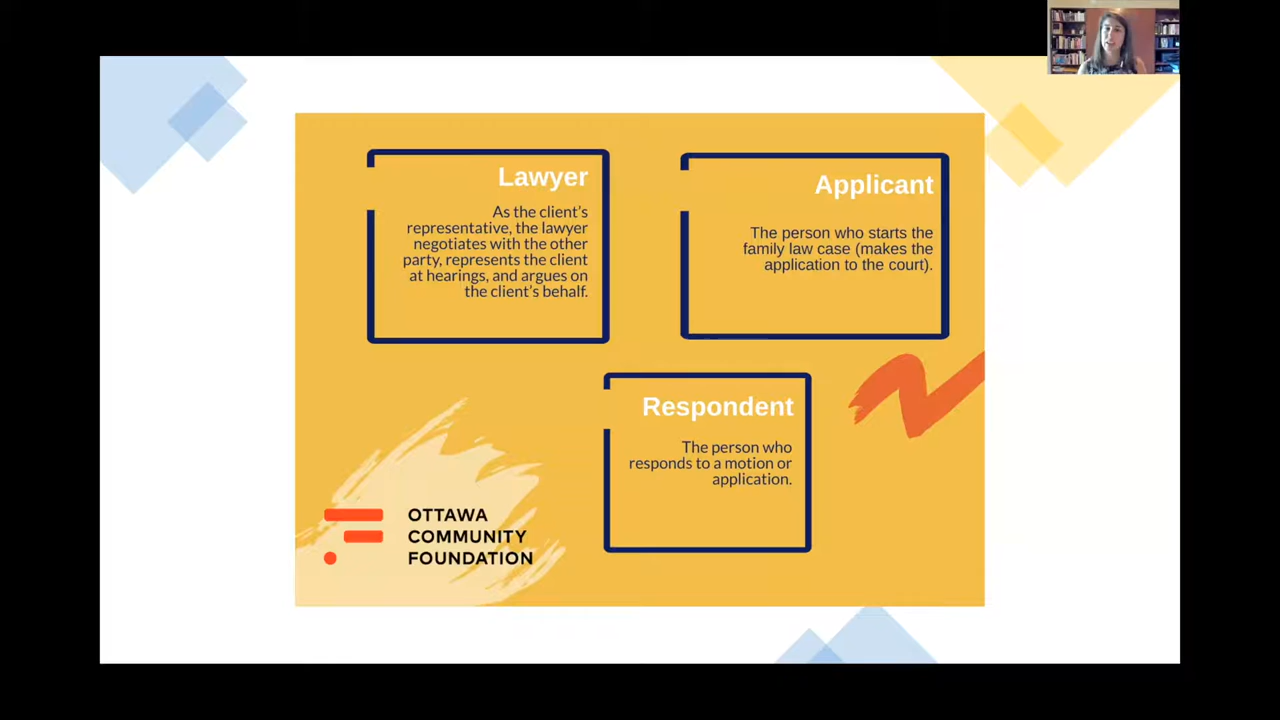 Lawyer
As the client's
representative, the lawyer
negotiates with the other
party, represents the client
at hearings, and argues on
the client's behalf.
Applicant
The person who starts the
family law case (makes the
application to the court).
Respondent
The person who
responds to a motion or
application.
OTTAWA
COMMUNITY
FOUNDATION